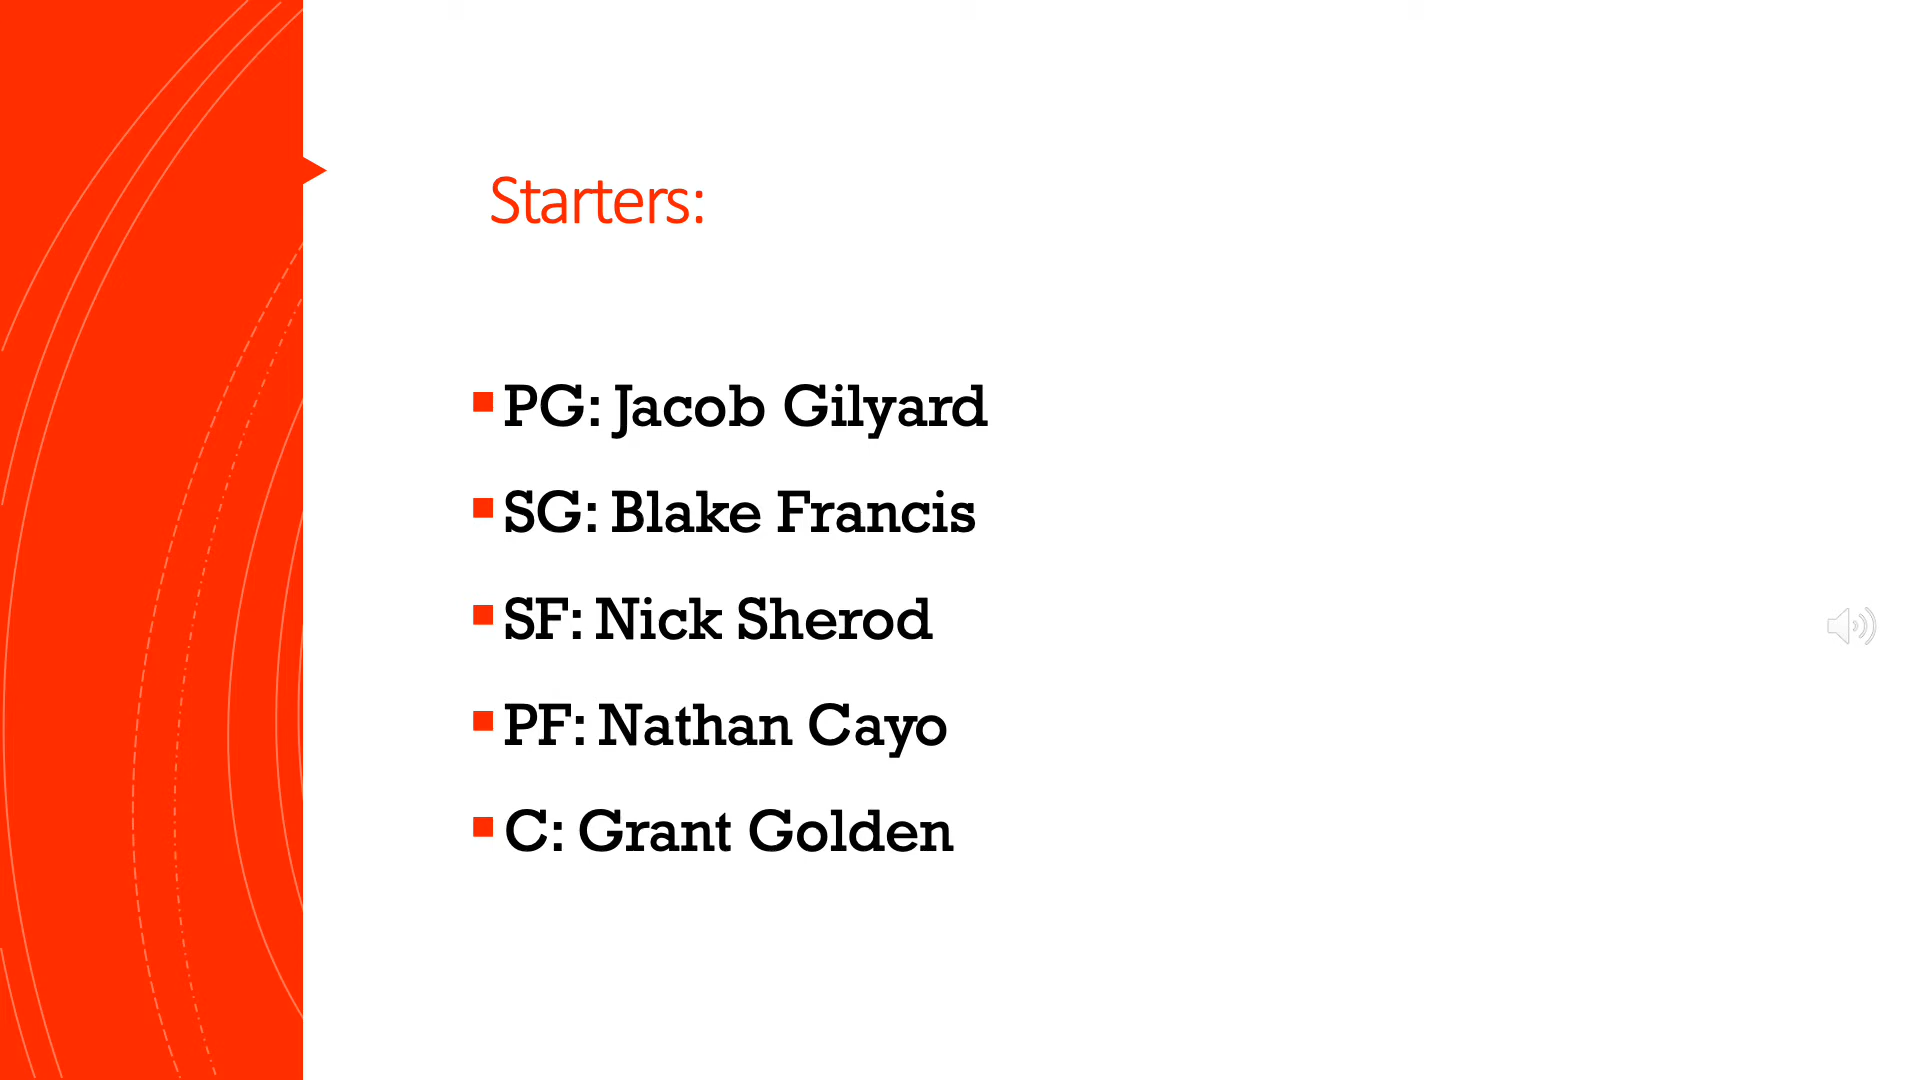 Starters:
PG: Jacob Gilyard
SG: Blake Francis
SF: Nick Sherod
PF: Nathan Cayo
C: Grant Golden